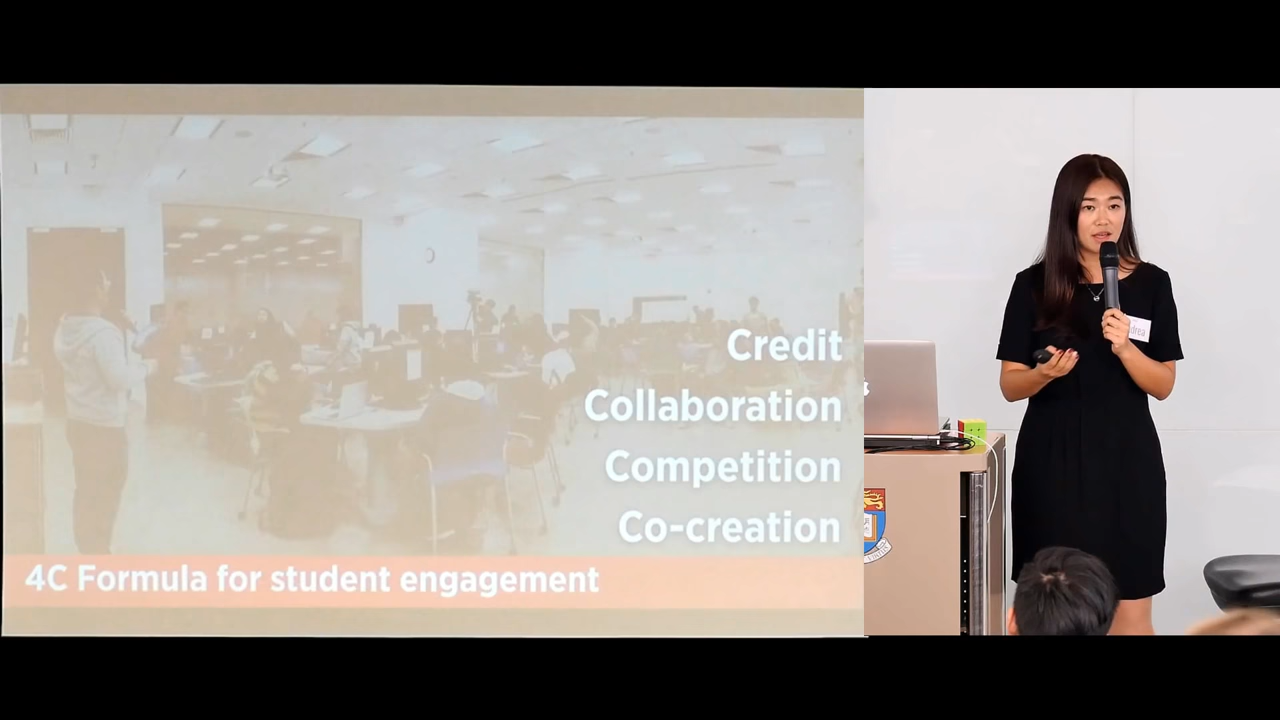 Credit
Collaboration
Competition
Co-creation
4C Formula for student engagement